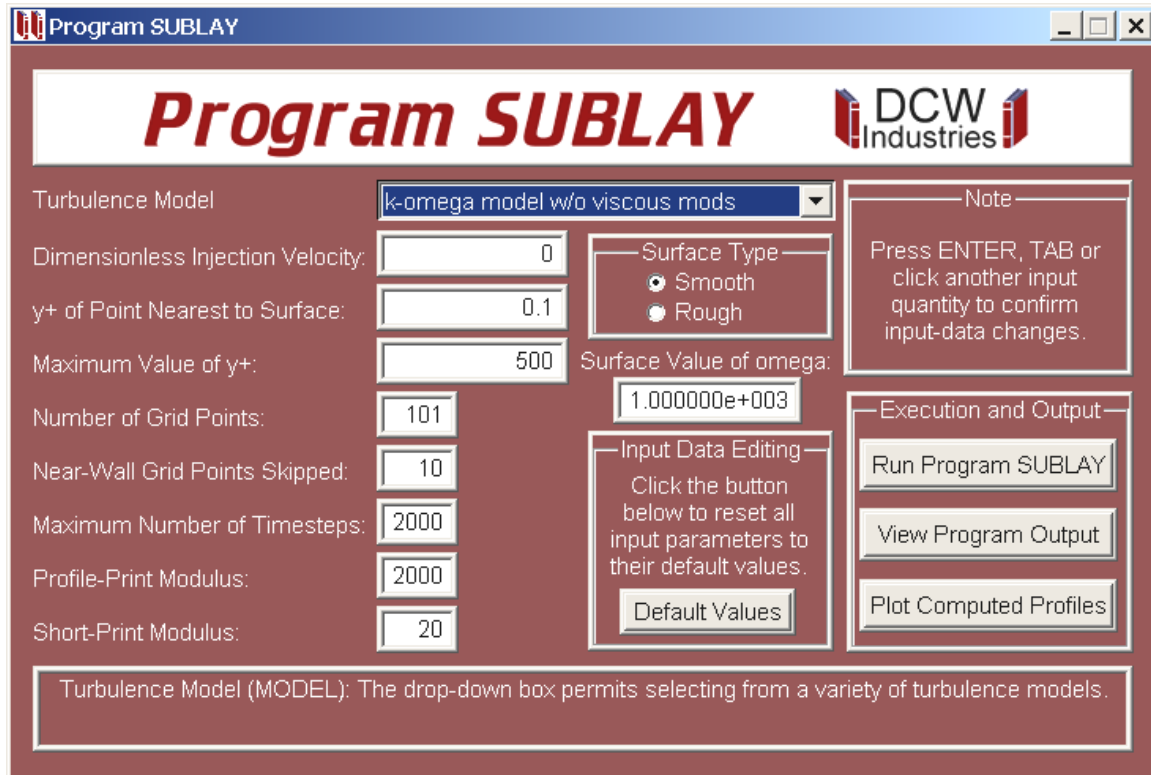 Program SUBLAY
Program SUBLAY
DCW
Industries
Turbulence Model
k-omega model w/o viscous mods
Dimensionless Injection Velocity:
0
y+ of Point Nearest to Surface:
0.1
Maximum Value of y+:
500
Number of Grid Points:
101
Near-Wall Grid Points Skipped:
10
Maximum Number of Timesteps:
2000
Profile-Print Modulus:
2000
Short-Print Modulus:
20
Surface Type
Smooth
Rough
Surface Value of omega:
1.000000e+003
Input Data Editing
Click the button
below to reset all
input parameters to
their default values.
Default Values
Note
Press ENTER, TAB or
click another input
quantity to confirm
input-data changes.
Execution and Output
Run Program SUBLAY
View Program Output
Plot Computed Profiles
Turbulence Model (MODEL): The drop-down box permits selecting from a variety of turbulence models.